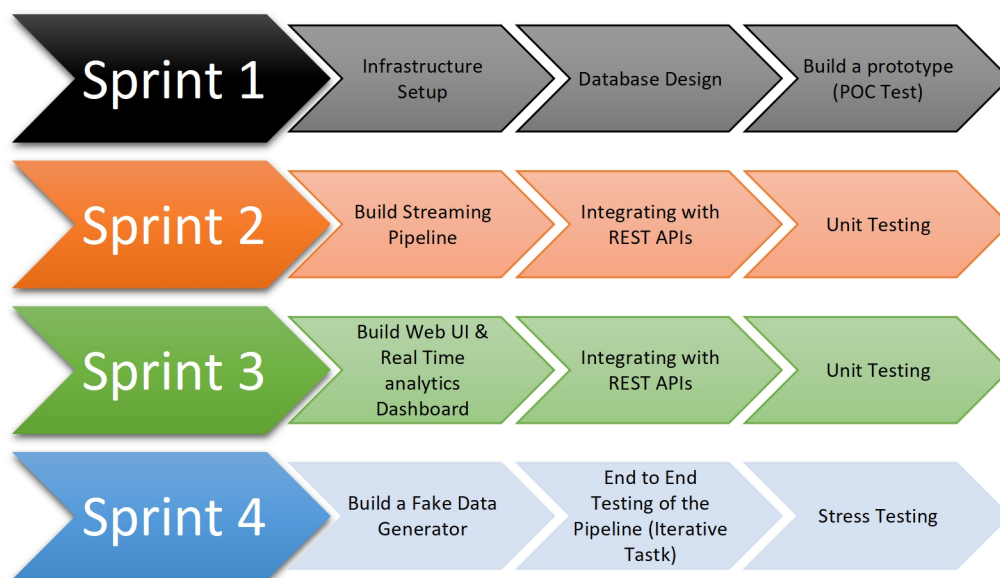 Sprint 1
Infrastructure
Setup
Database Design
Build a prototype
(POC Test)
Sprint 2
Build Streaming
Pipeline
Integrating with
REST APIs
Unit Testing
Sprint 3
Build Web UI &
Real Time
analytics
Dashboard
Integrating with
REST APIs
Unit Testing
Sprint 4
Build a Fake Data
Generator
End to End
Testing of the
Pipeline (Iterative
Tastk)
Stress Testing